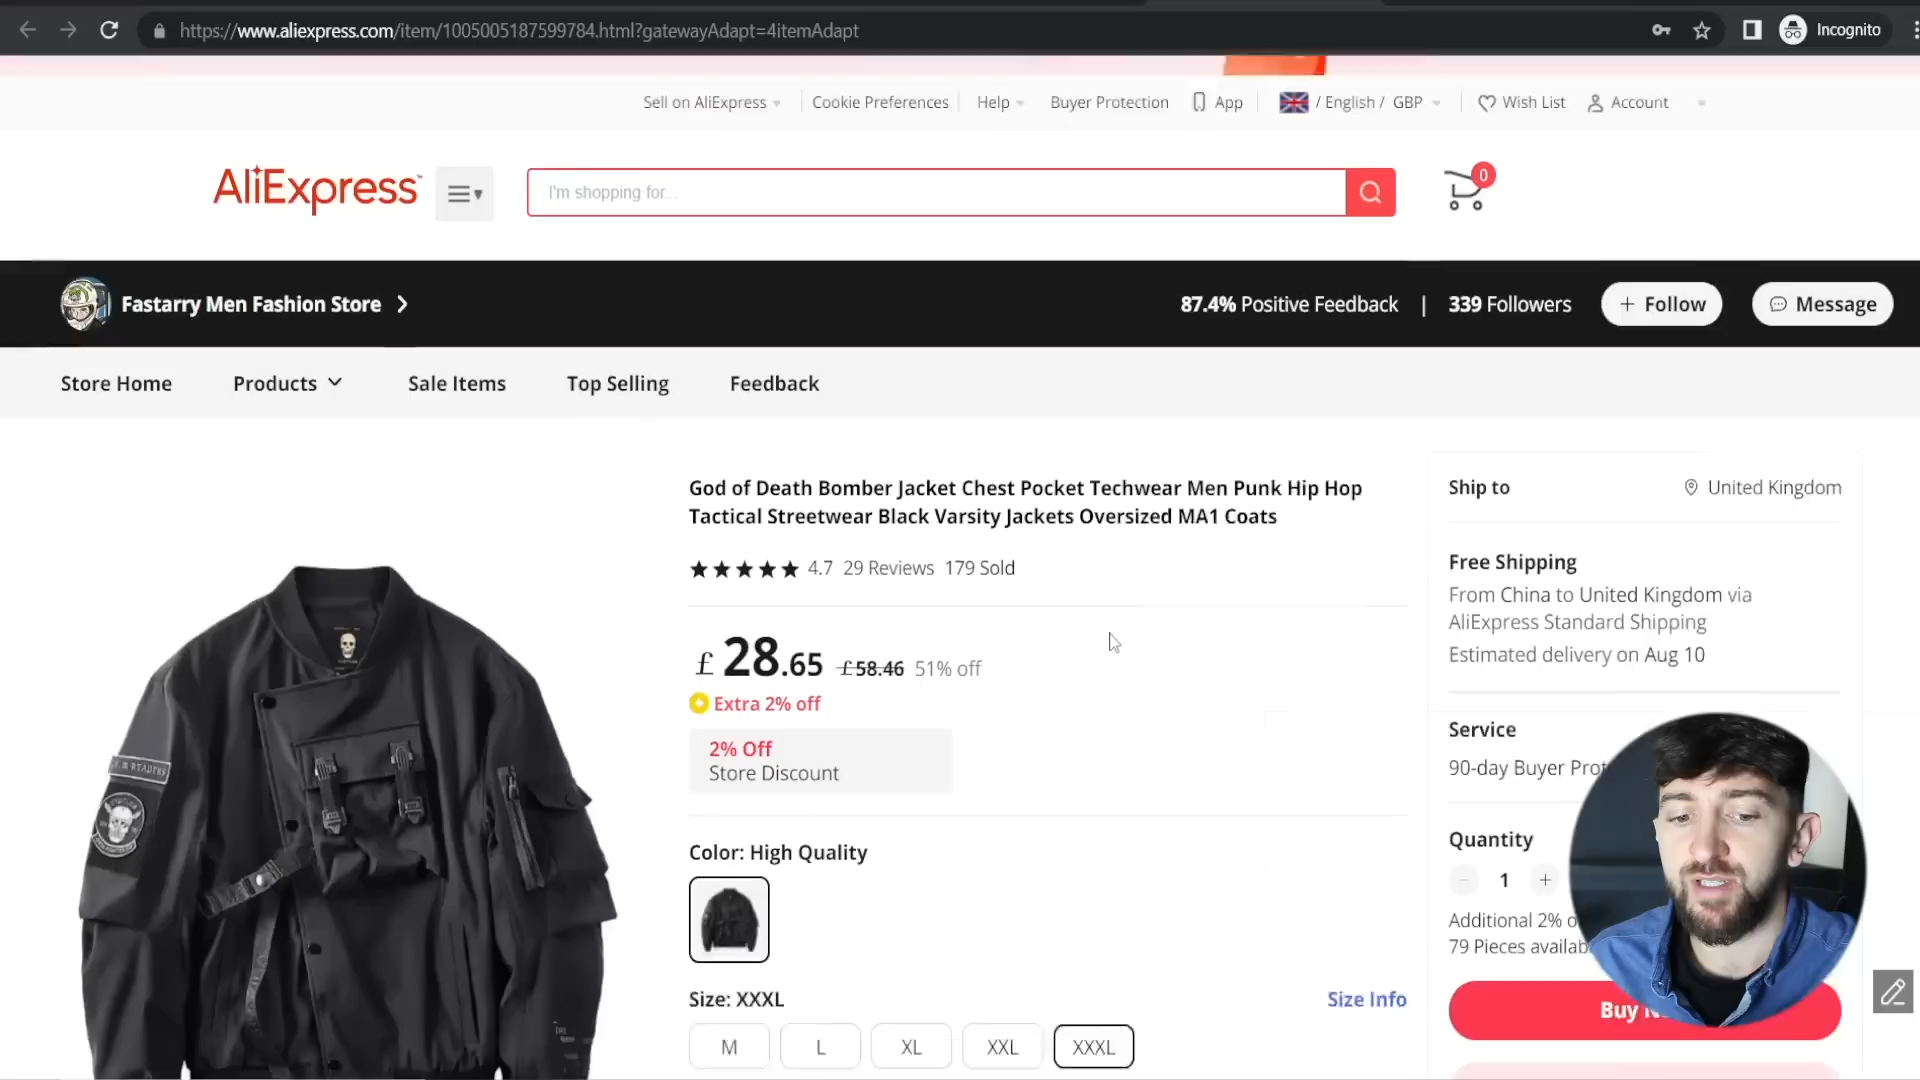 https://www.aliexpress.com/item/1005005187599784.html?gatewayAdapt=4itemAdapt
Incognito
Sell on AliExpress
Cookie Preferences
Help
Buyer Protection
App
/ English / GBP
Wish List
Account
AliExpress
I'm shopping for...
0
Fastarry Men Fashion Store
87.4% Positive Feedback | 339 Followers
+ Follow
Message
Store Home
Products
Sale Items
Top Selling
Feedback
God of Death Bomber Jacket Chest Pocket Techwear Men Punk Hip Hop
Tactical Streetwear Black Varsity Jackets Oversized MA1 Coats
4.7 29 Reviews 179 Sold
£ 28.65 £58.46 51% off
Extra 2% off
2% Off
Store Discount
Color: High Quality
Size: XXXL
Size Info
M
L
XL
XXL
XXXL
Ship to
United Kingdom
Free Shipping
From China to United Kingdom via
AliExpress Standard Shipping
Estimated delivery on Aug 10
Service
90-day Buyer
Quantity
− 1 +
Additional 2%
79 Pieces
Buy